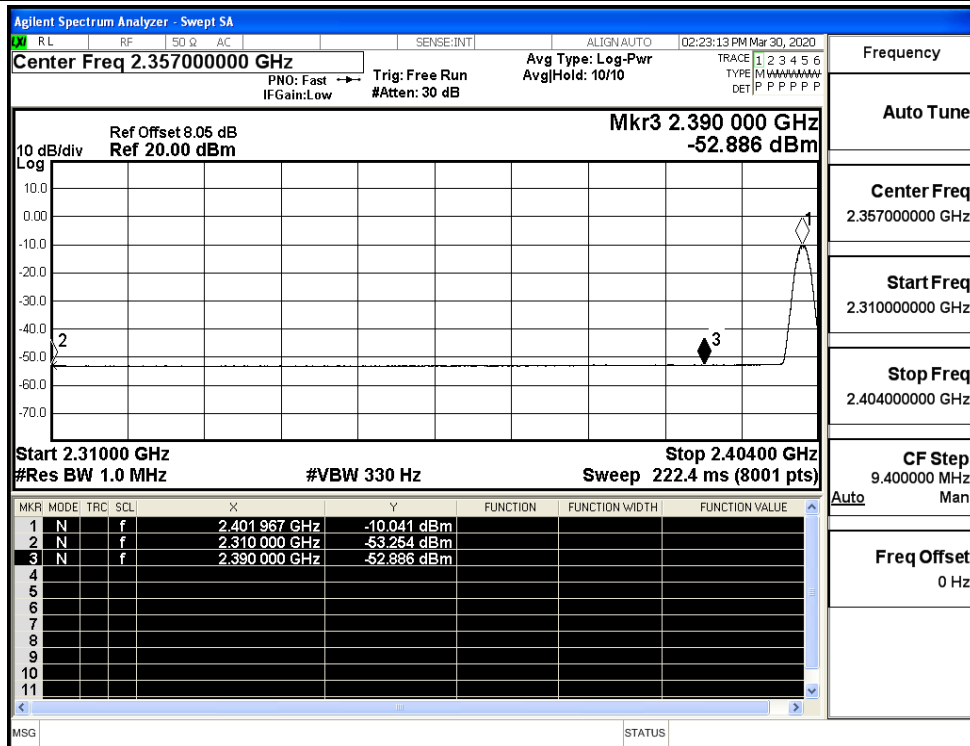 Agilent Spectrum Analyzer - Swept SA
LXI RL RF 50 Ω AC SENSE:INT ALIGN AUTO 02:23:13 PM Mar 30, 2020
Center Freq 2.357000000 GHz
PNO: Fast
IFGain:Low
Trig: Free Run
#Atten: 30 dB
Avg Type: Log-Pwr
Avg|Hold: 10/10
TRACE 1 2 3 4 5 6
TYPE M WWWWW
DET P P P P P P
Ref Offset 8.05 dB
10 dB/div Ref 20.00 dBm
Log
Mkr3 2.390 000 GHz
-52.886 dBm
10.0
0.00
-10.0
-20.0
-30.0
-40.0
-50.0
-60.0
-70.0
1
2
3
Start 2.31000 GHz Stop 2.40400 GHz
#Res BW 1.0 MHz #VBW 330 Hz Sweep 222.4 ms (8001 pts)
MKR MODE TRC SCL X Y FUNCTION FUNCTION WIDTH FUNCTION VALUE
1 N f 2.401 967 GHz -10.041 dBm
2 N f 2.310 000 GHz -53.254 dBm
3 N f 2.390 000 GHz -52.886 dBm
4
5
6
7
8
9
10
11
MSG STATUS
Frequency
Auto Tune
Center Freq
2.357000000 GHz
Start Freq
2.310000000 GHz
Stop Freq
2.404000000 GHz
CF Step
9.400000 MHz
Auto Man
Freq Offset
0 Hz